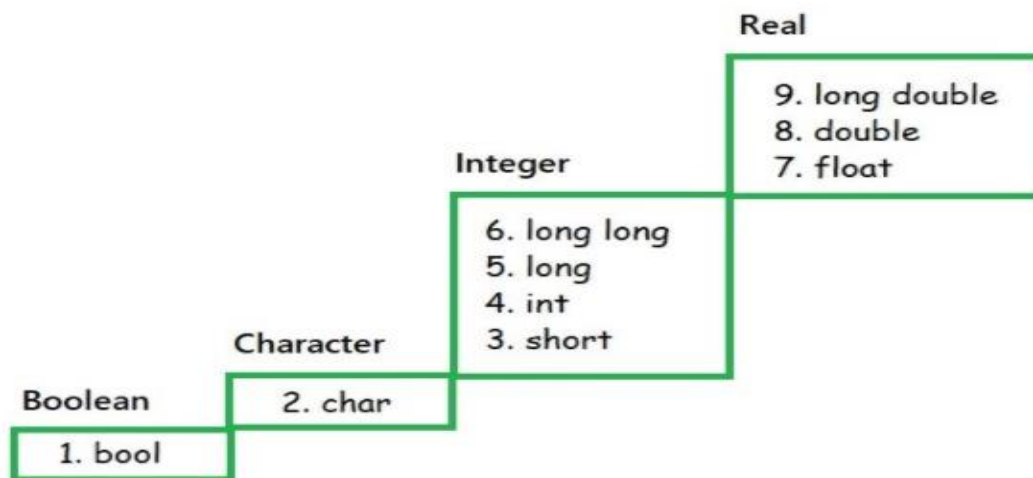 Real
9. long double
8. double
7. float
Integer
6. long long
5. long
4. int
3. short
Character
2. char
Boolean
1. bool